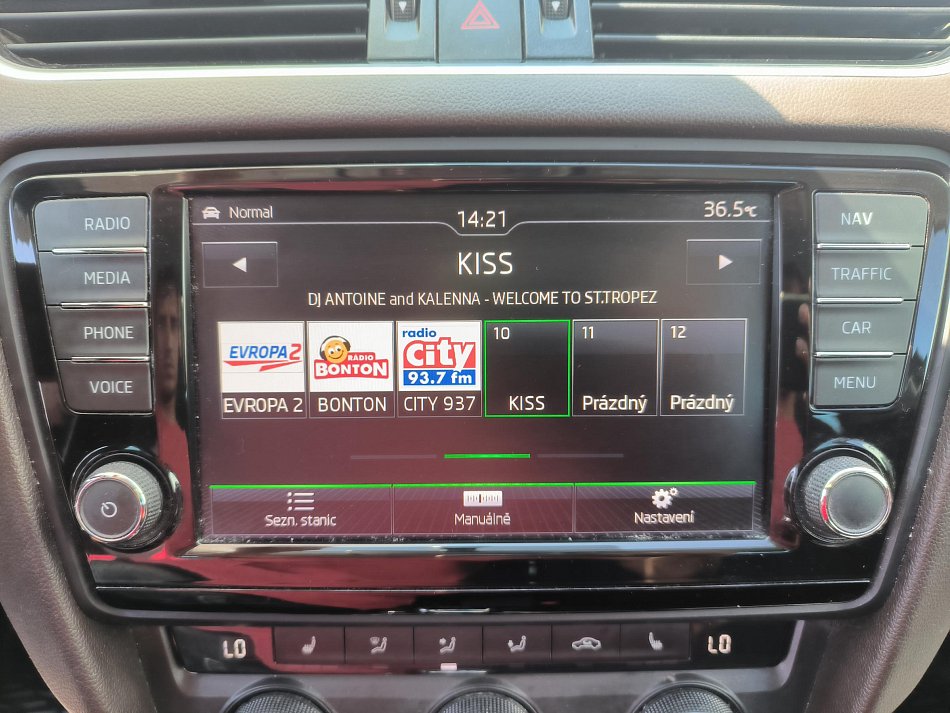 Normal
14:21
36.5°C
RADIO
MEDIA
PHONE
VOICE
NAV
TRAFFIC
CAR
MENU
KISS
DJ ANTOINE and KALENNA - WELCOME TO ST.TROPEZ
EVROPA 2
RADIO
BONTON
radio
City
93.7 fm
10
11
12
EVROPA 2
BONTON
CITY 937
KISS
Prázdný
Prázdný
Sezn. stanic
Manuálně
Nastavení
LO
LO